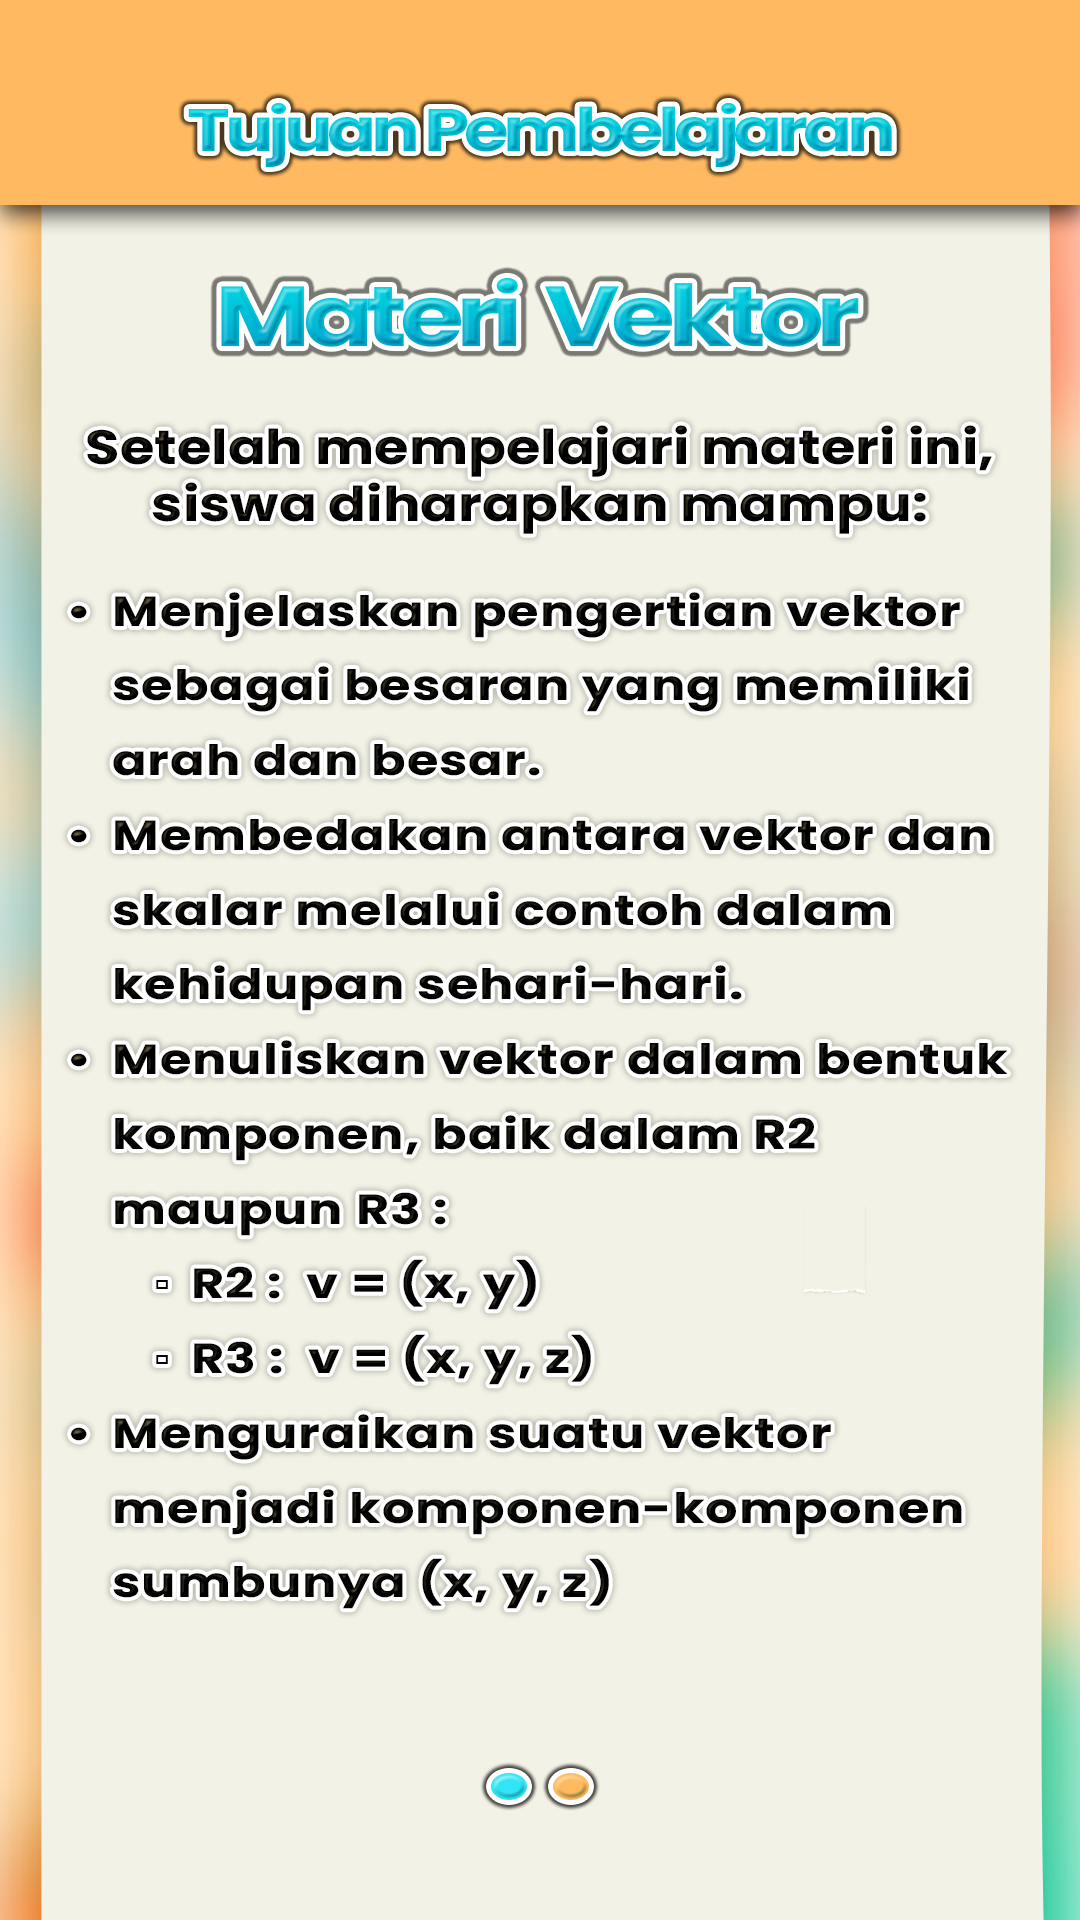 Tujuan Pembelajaran
Materi Vektor
Setelah mempelajari materi ini,
siswa diharapkan mampu:
• Menjelaskan pengertian vektor
sebagai besaran yang memiliki
arah dan besar.
• Membedakan antara vektor dan
skalar melalui contoh dalam
kehidupan sehari-hari.
• Menuliskan vektor dalam bentuk
komponen, baik dalam R2
maupun R3 :
▫ R2 : v = (x, y)
▫ R3 : v = (x, y, z)
• Menguraikan suatu vektor
menjadi komponen-komponen
sumbunya (x, y, z)